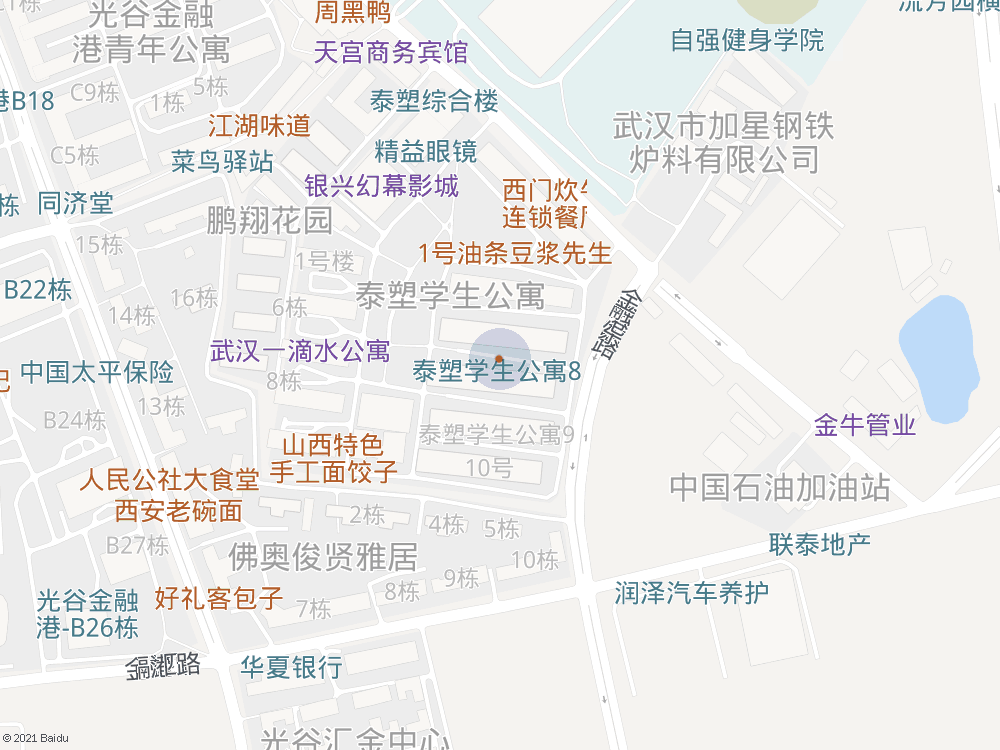 光谷金融
港青年公寓
周黑鸭
天宫商务宾馆
自强健身学院
港B18
C9栋
5栋
1栋
泰塑综合楼
江湖味道
武汉市加星钢铁
炉料有限公司
C5栋
菜鸟驿站
精益眼镜
银兴幻幕影城
西门炊
连锁餐
栋
同济堂
鹏翔花园
15栋
1号油条豆浆先生
1号楼
B22栋
16栋
6栋
泰塑学生公寓
14栋
金融港路
武汉一滴水公寓
中国太平保险
8栋
泰塑学生公寓8
13栋
B24栋
金牛管业
泰塑学生公寓9
山西特色
手工面饺子
10号
人民公社大食堂
中国石油加油站
西安老碗面
2栋
4栋
5栋
B27栋
联泰地产
佛奥俊贤雅居
10栋
9栋
8栋
润泽汽车养护
光谷金融
港-B26栋
好礼客包子
7栋
华夏银行
光谷汇金中心
© 2021 Baidu